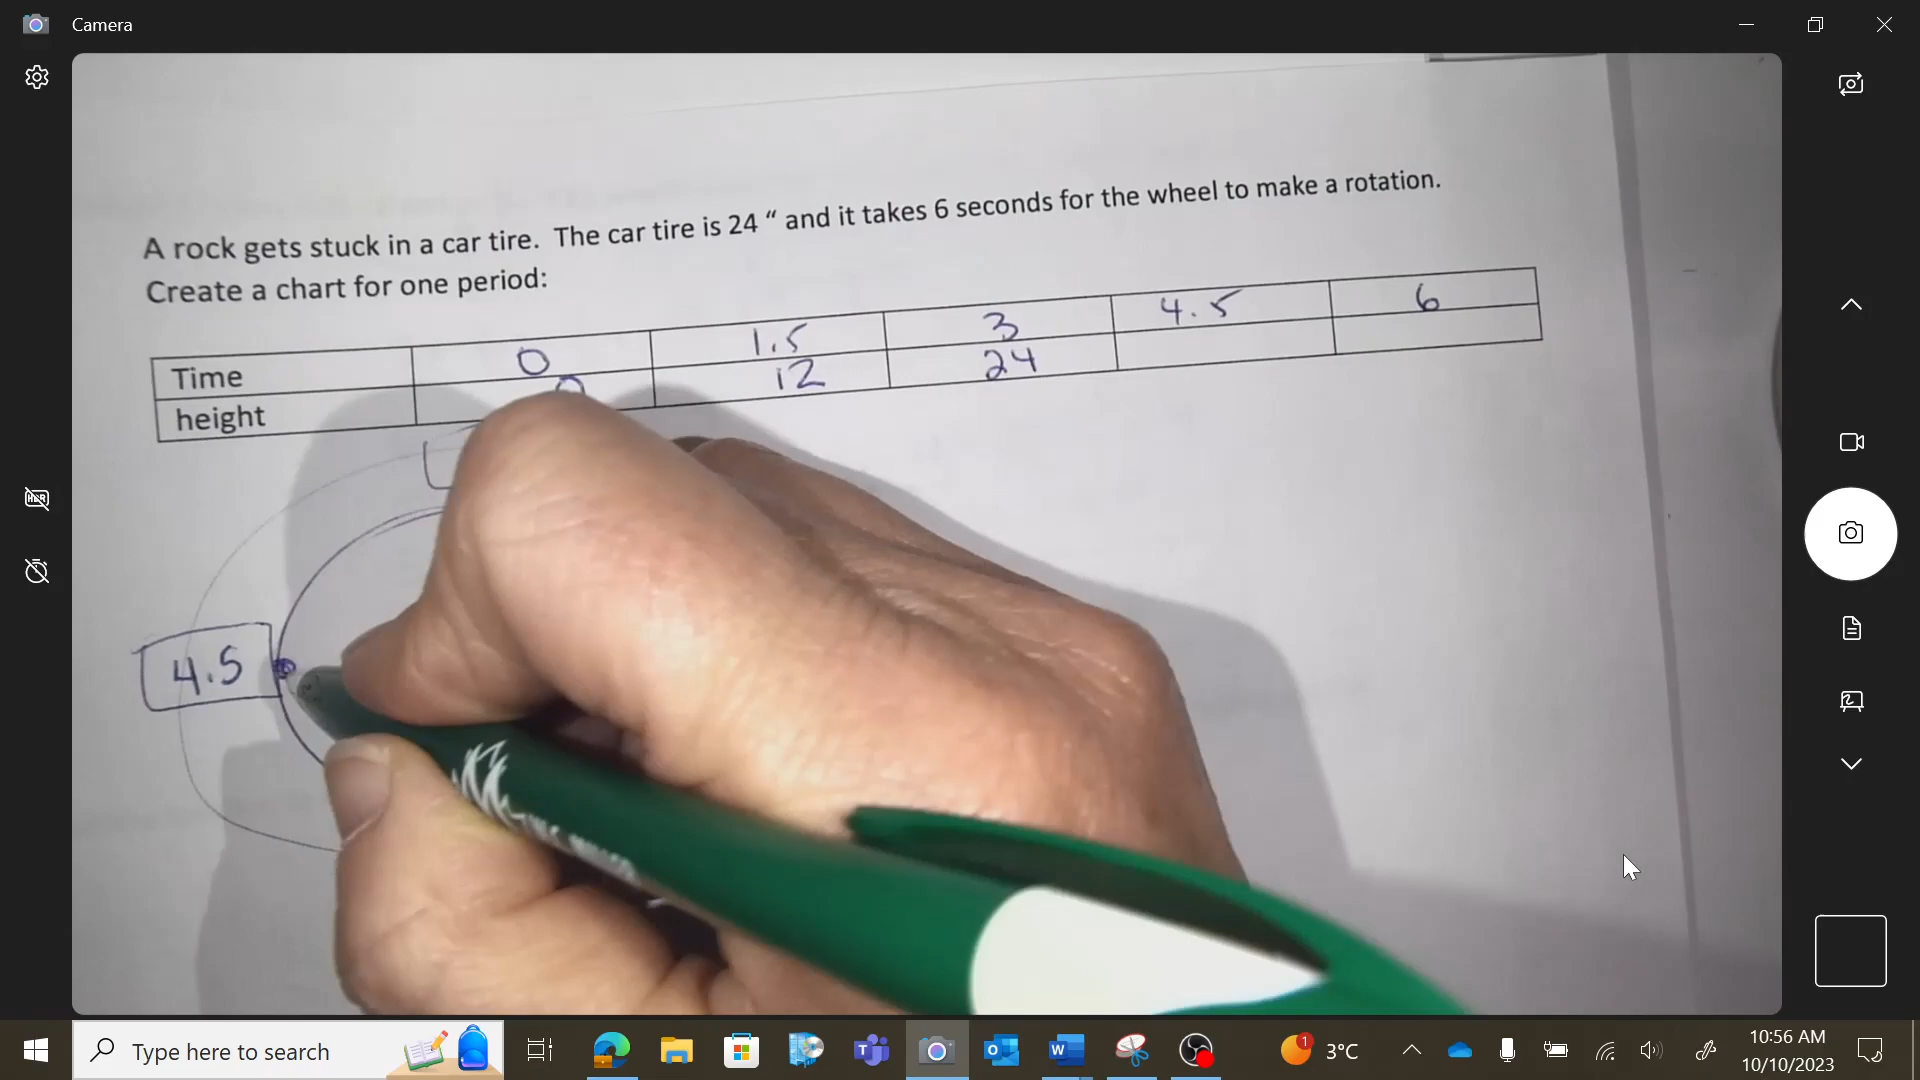 Camera
A rock gets stuck in a car tire. The car tire is 24 “ and it takes 6 seconds for the wheel to make a rotation.
Create a chart for one period:
Time 0 1.5 3 4.5 6
height 0 12 24
4.5
Type here to search
1 3°C
10:56 AM
10/10/2023